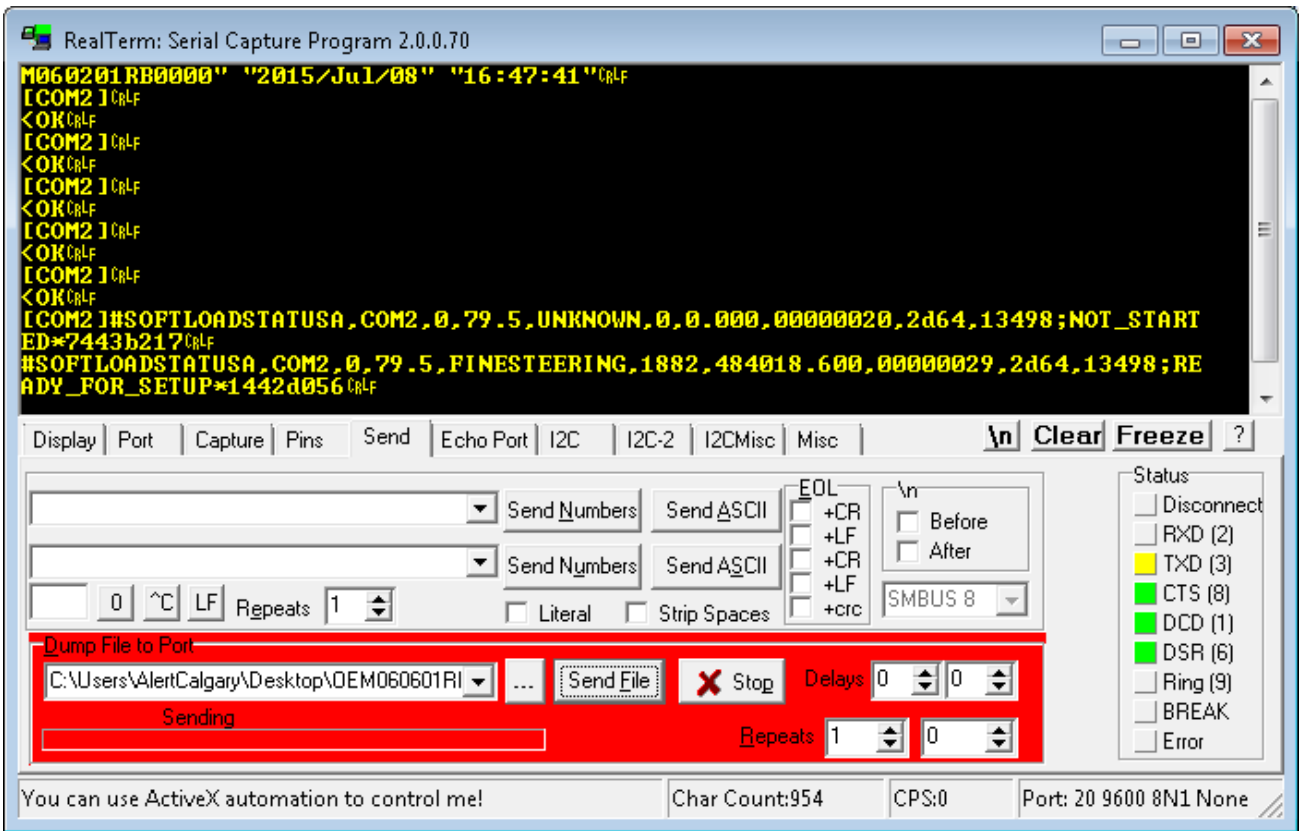 RealTerm: Serial Capture Program 2.0.0.70
M060201RB0000" "2015/Jul/08" "16:47:41"CRLF
[COM2]CRLF
<OKCRLF
[COM2]CRLF
<OKCRLF
[COM2]CRLF
<OKCRLF
[COM2]CRLF
<OKCRLF
[COM2]CRLF
<OKCRLF
[COM2]#SOFTLOADSTATUSA,COM2,0,79.5,UNKNOWN,0,0.000,00000020,2d64,13498;NOT_START
ED*7443b217CRLF
#SOFTLOADSTATUSA,COM2,0,79.5,FINESTEERING,1882,484018.600,00000029,2d64,13498;RE
ADY_FOR_SETUP*1442d056CRLF
Display Port Capture Pins Send Echo Port I2C I2C-2 I2CMisc Misc \n Clear Freeze ?
EOL \n Status
Send Numbers Send ASCII +CR Before Disconnect
+LF RXD (2)
Send Numbers Send ASCII +CR After TXD (3)
0 ^C LF Repeats 1 Literal Strip Spaces +LF +crc SMBUS 8 CTS (8)
DCD (1)
Dump File to Port DSR (6)
C:\Users\AlertCalgary\Desktop\OEM060601RI ... Send File Stop Delays 0 0 Ring (9)
Sending BREAK
Repeats 1 0 Error
You can use ActiveX automation to control me! Char Count:954 CPS:0 Port: 20 9600 8N1 None